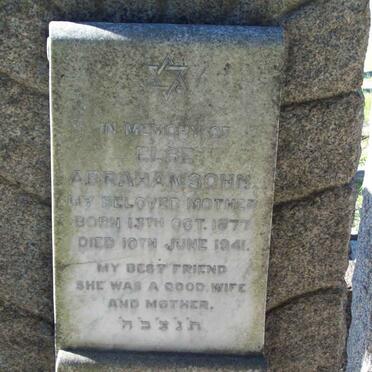 IN MEMORY OF
ELSE
ABRAHAMSOHN
MY BELOVED MOTHER
BORN 13TH OCT. 1877
DIED 10TH JUNE 1941.
MY BEST FRIEND
SHE WAS A GOOD WIFE
AND MOTHER.
ת נ צ ב ה